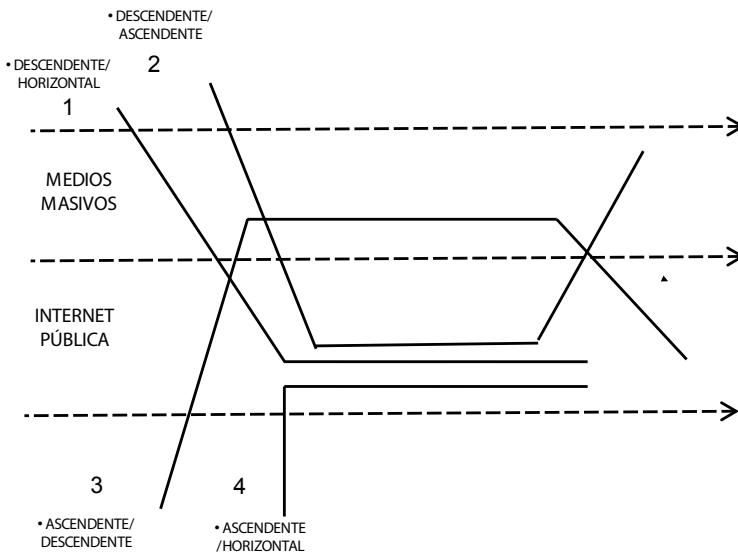 • DESCENDENTE/
ASCENDENTE
2
• DESCENDENTE/
HORIZONTAL
1
MEDIOS
MASIVOS
INTERNET
PÚBLICA
3
• ASCENDENTE/
DESCENDENTE
4
• ASCENDENTE
/HORIZONTAL